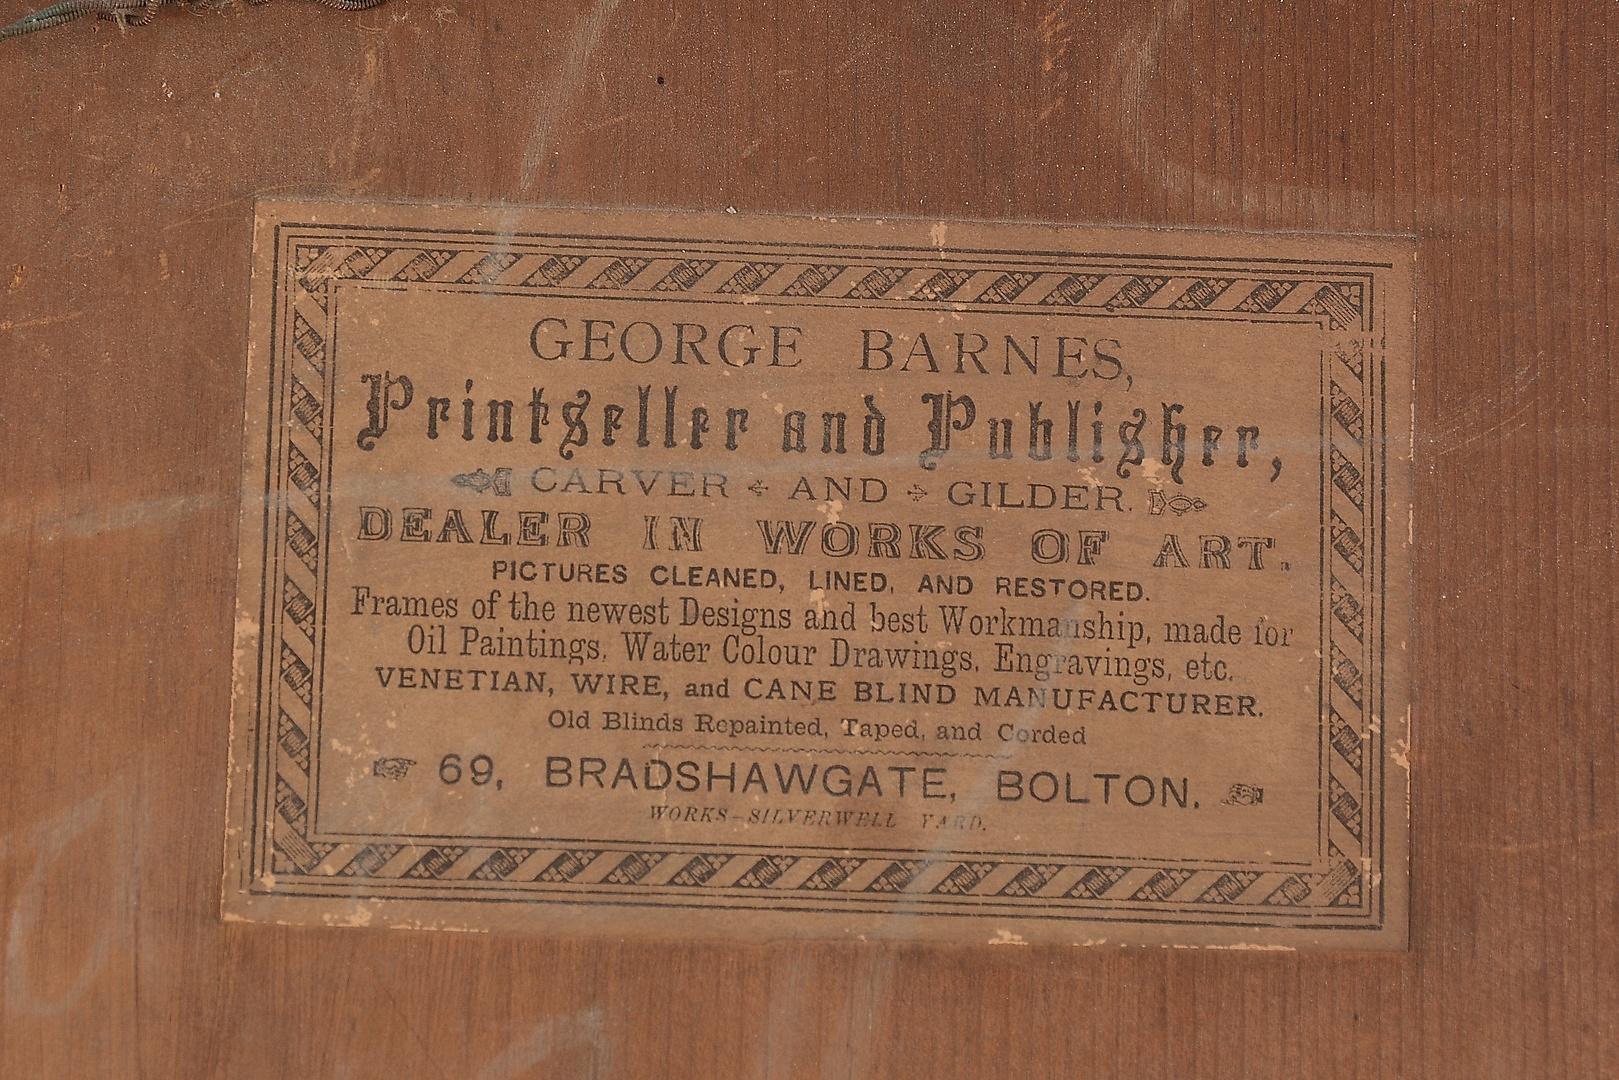 GEORGE BARNES,
Printseller and Publisher,
CARVER AND GILDER.
DEALER IN WORKS OF ART.
PICTURES CLEANED, LINED, AND RESTORED.
Frames of the newest Designs and best Workmanship, made for
Oil Paintings, Water Colour Drawings, Engravings, etc.
VENETIAN, WIRE, and CANE BLIND MANUFACTURER.
Old Blinds Repainted, Taped, and Corded
69, BRADSHAWGATE, BOLTON.
WORKS-SILVERWELL YARD.